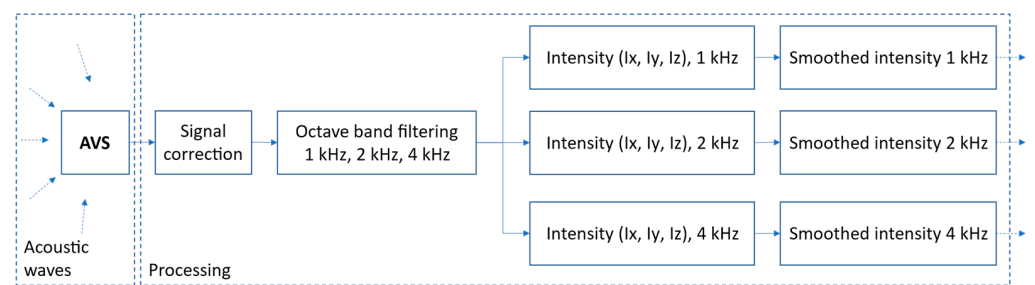 AVS
Acoustic
waves
Signal
correction
Octave band filtering
1 kHz, 2 kHz, 4 kHz
Intensity (Ix, Iy, Iz), 1 kHz
Smoothed intensity 1 kHz
Intensity (Ix, Iy, Iz), 2 kHz
Smoothed intensity 2 kHz
Intensity (Ix, Iy, Iz), 4 kHz
Smoothed intensity 4 kHz
Processing